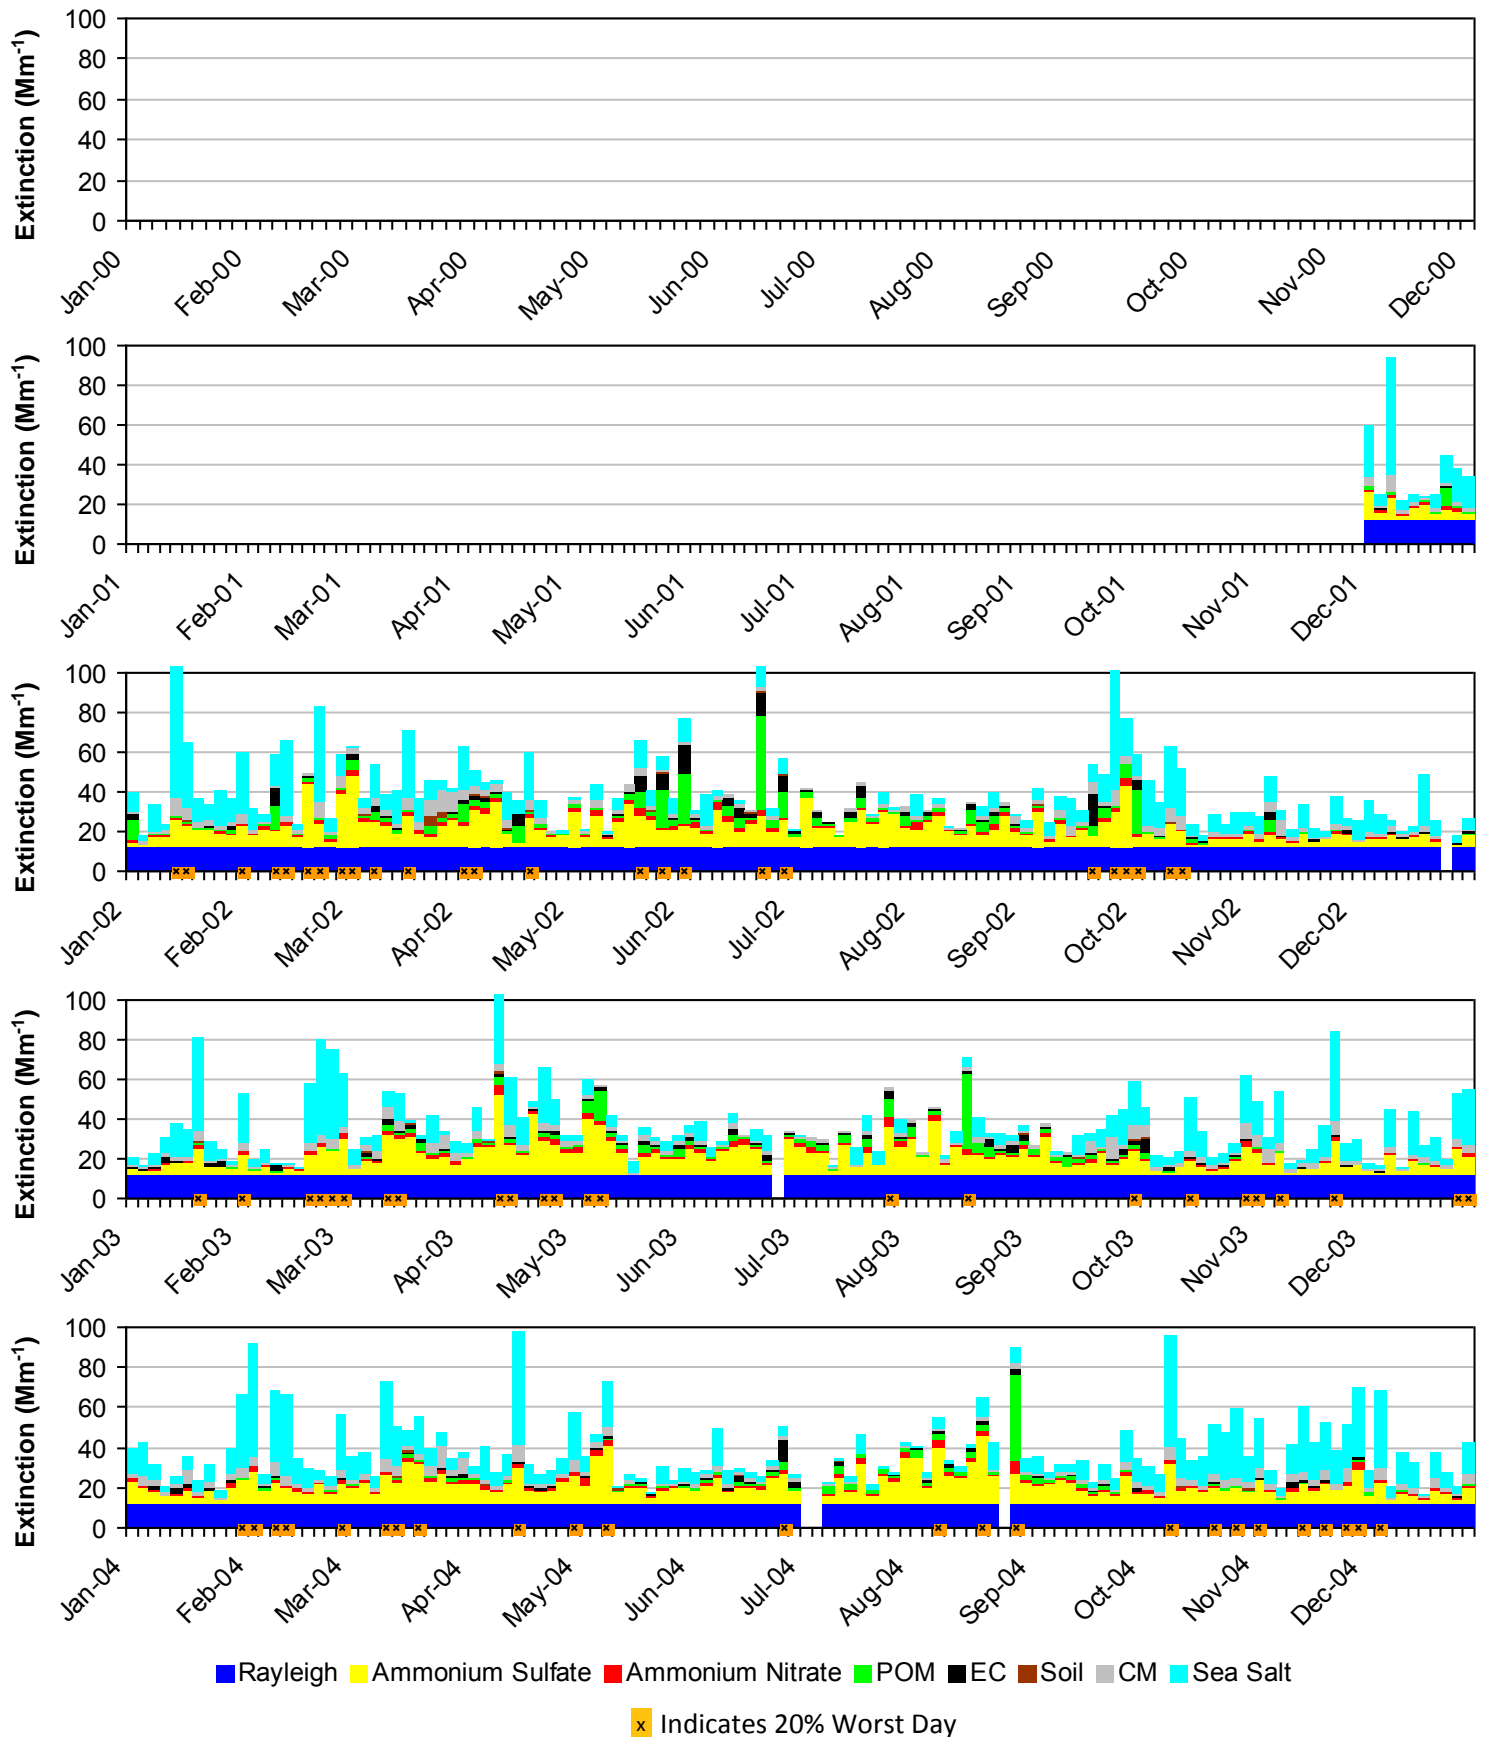 Extinction (Mm-1)
100
80
60
40
20
0
Jan-00 Feb-00 Mar-00 Apr-00 May-00 Jun-00 Jul-00 Aug-00 Sep-00 Oct-00 Nov-00 Dec-00
Extinction (Mm-1)
100
80
60
40
20
0
Jan-01 Feb-01 Mar-01 Apr-01 May-01 Jun-01 Jul-01 Aug-01 Sep-01 Oct-01 Nov-01 Dec-01
Extinction (Mm-1)
100
80
60
40
20
0
Jan-02 Feb-02 Mar-02 Apr-02 May-02 Jun-02 Jul-02 Aug-02 Sep-02 Oct-02 Nov-02 Dec-02
Extinction (Mm-1)
100
80
60
40
20
0
Jan-03 Feb-03 Mar-03 Apr-03 May-03 Jun-03 Jul-03 Aug-03 Sep-03 Oct-03 Nov-03 Dec-03
Extinction (Mm-1)
100
80
60
40
20
0
Jan-04 Feb-04 Mar-04 Apr-04 May-04 Jun-04 Jul-04 Aug-04 Sep-04 Oct-04 Nov-04 Dec-04
Rayleigh Ammonium Sulfate Ammonium Nitrate POM EC Soil CM Sea Salt
x Indicates 20% Worst Day